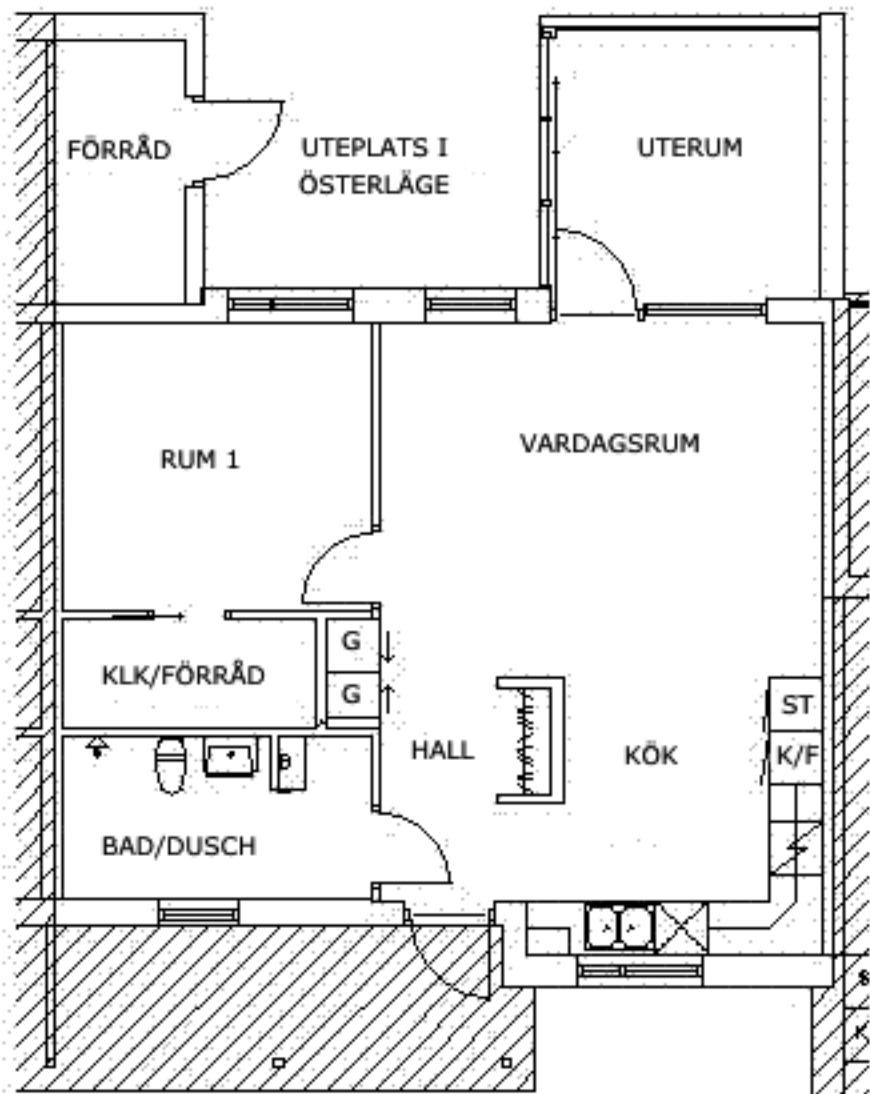 FÖRRÅD
UTEPLATS I
ÖSTERLÄGE
UTERUM
RUM 1
VARDAGSRUM
G
KLK/FÖRRÅD
G
ST
HALL
KÖK
K/F
BAD/DUSCH
S
K